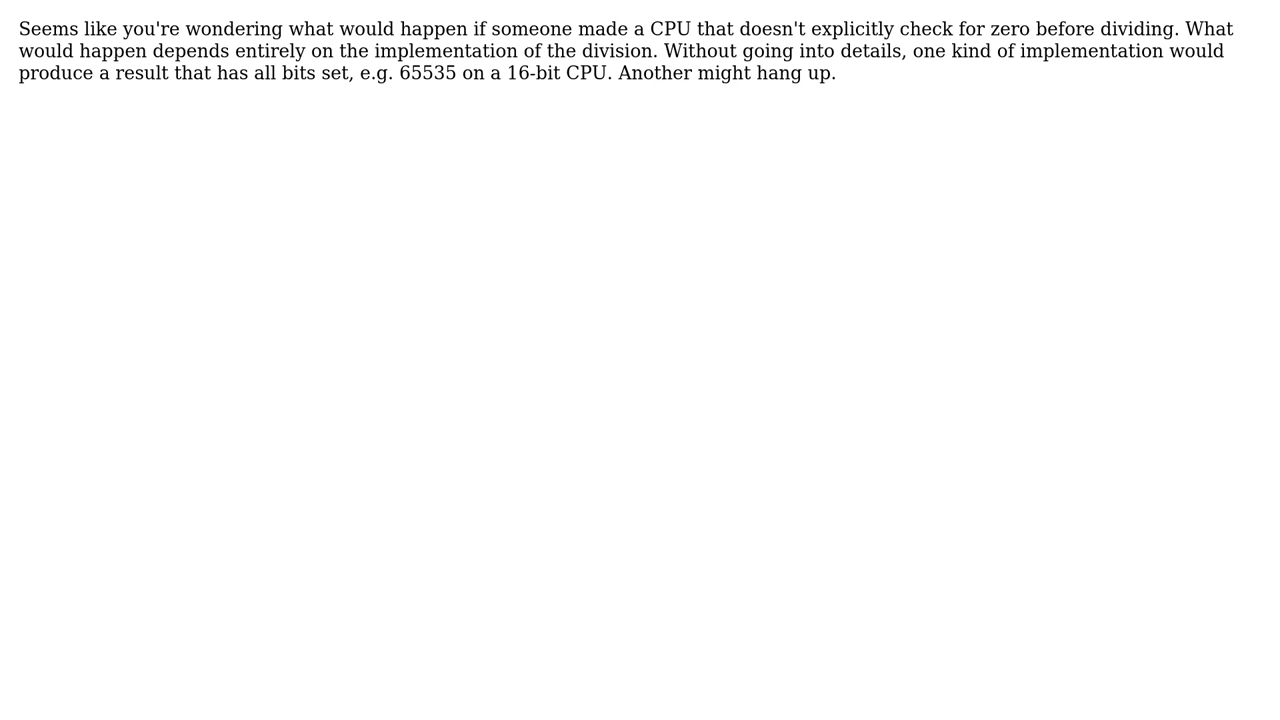 Seems like you're wondering what would happen if someone made a CPU that doesn't explicitly check for zero before dividing. What
would happen depends entirely on the implementation of the division. Without going into details, one kind of implementation would
produce a result that has all bits set, e.g. 65535 on a 16-bit CPU. Another might hang up.